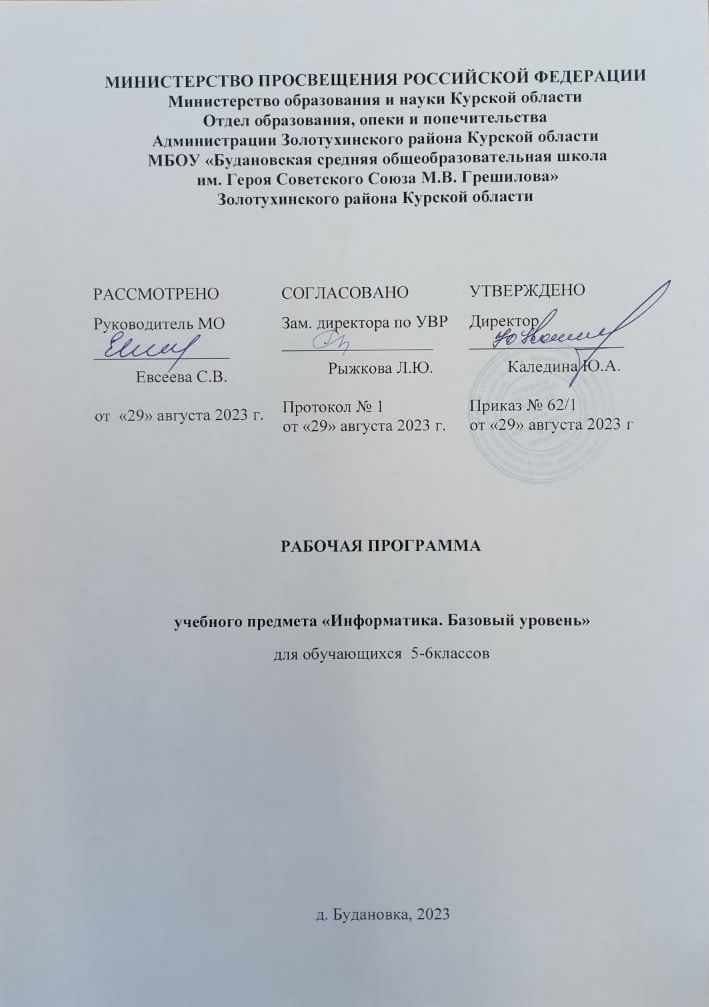 МИНИСТЕРСТВО ПРОСВЕЩЕНИЯ РОССИЙСКОЙ ФЕДЕРАЦИИ
Министерство образования и науки Курской области
Отдел образования, опеки и попечительства
Администрации Золотухинского района Курской области
МБОУ «Будановская средняя общеобразовательная школа
им. Героя Советского Союза М.В. Грешилова»
Золотухинского района Курской области
РАССМОТРЕНО
Руководитель МО
Евсеева С.В.
от «29» августа 2023 г.
СОГЛАСОВАНО
Зам. директора по УВР
Рыжкова Л.Ю.
Протокол № 1
от «29» августа 2023 г.
УТВЕРЖДЕНО
Директор
Каледина Ю.А.
Приказ № 62/1
от «29» августа 2023 г
РАБОЧАЯ ПРОГРАММА
учебного предмета «Информатика. Базовый уровень»
для обучающихся 5-6классов
д. Будановка, 2023